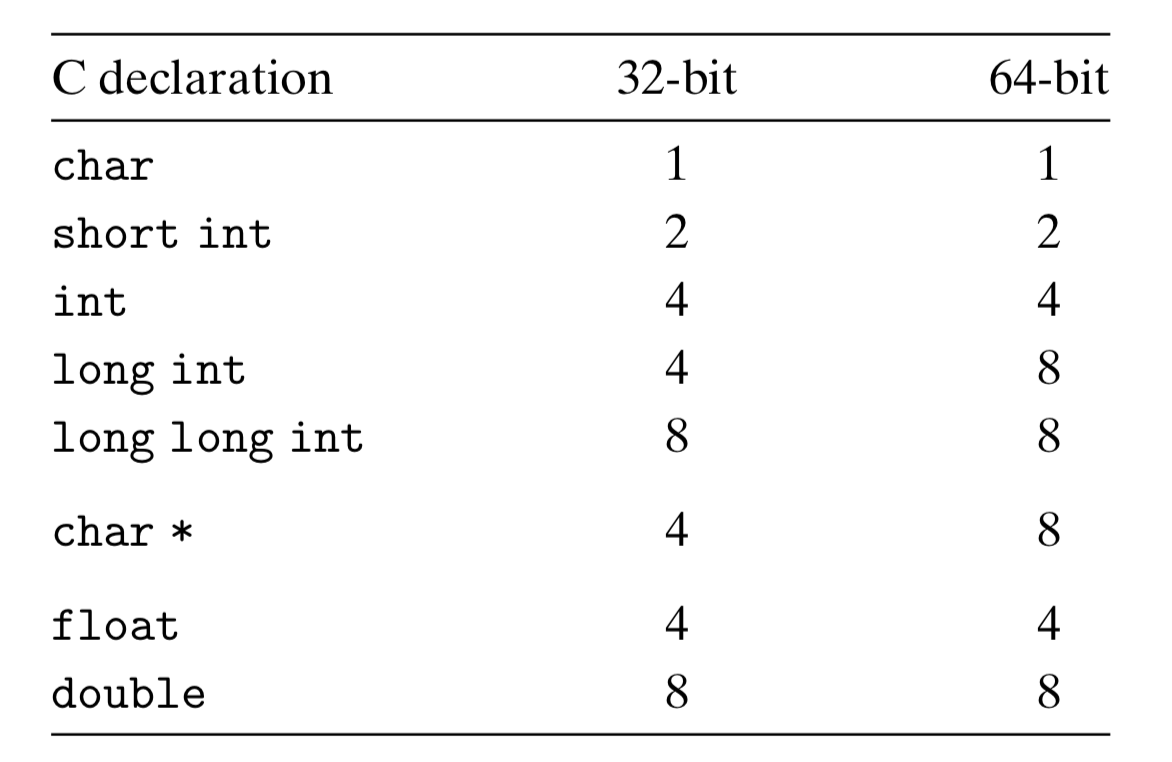 C declaration 32-bit 64-bit
char 1 1
short int 2 2
int 4 4
long int 4 8
long long int 8 8
char * 4 8
float 4 4
double 8 8